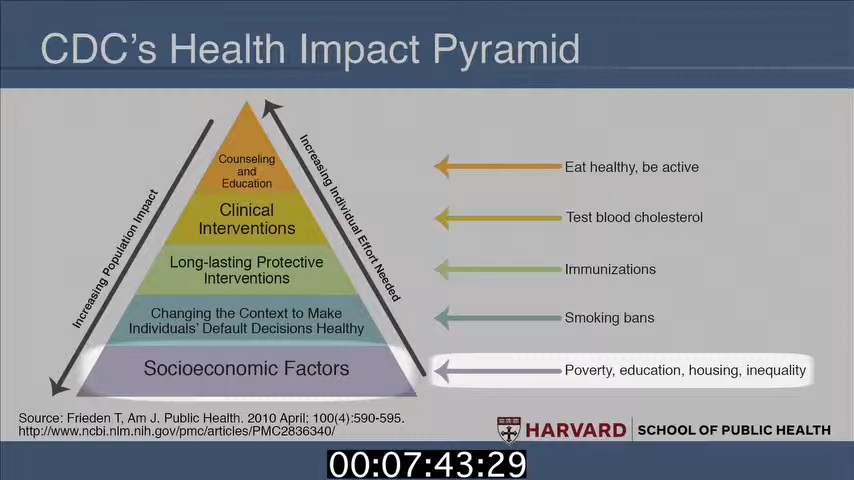 CDC's Health Impact Pyramid
Increasing Population Impact
Increasing Individual Effort Needed
Counseling
and
Education
Eat healthy, be active
Clinical
Interventions
Test blood cholesterol
Long-lasting Protective
Interventions
Immunizations
Changing the Context to Make
Individuals' Default Decisions Healthy
Smoking bans
Socioeconomic Factors
Poverty, education, housing, inequality
Source: Frieden T, Am J. Public Health. 2010 April; 100(4):590-595.
http://www.ncbi.nlm.nih.gov/pmc/articles/PMC2836340/
HARVARD SCHOOL OF PUBLIC HEALTH
00:07:43:29